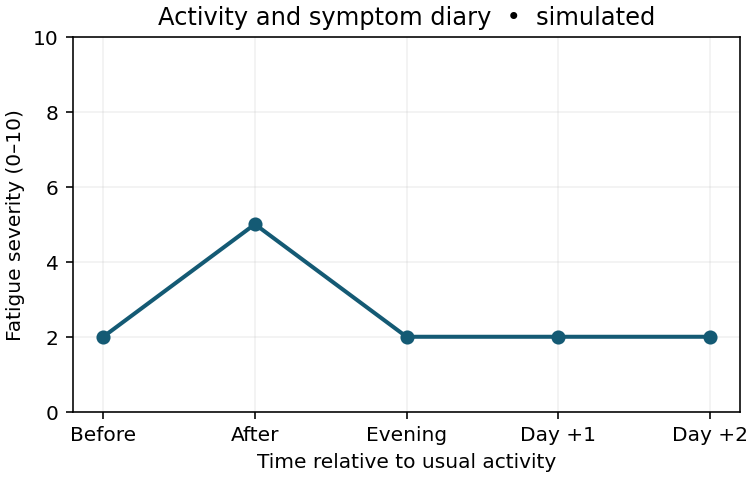 Activity and symptom diary • simulated
Fatigue severity (0–10)
10
8
6
4
2
0
Before After Evening Day +1 Day +2
Time relative to usual activity